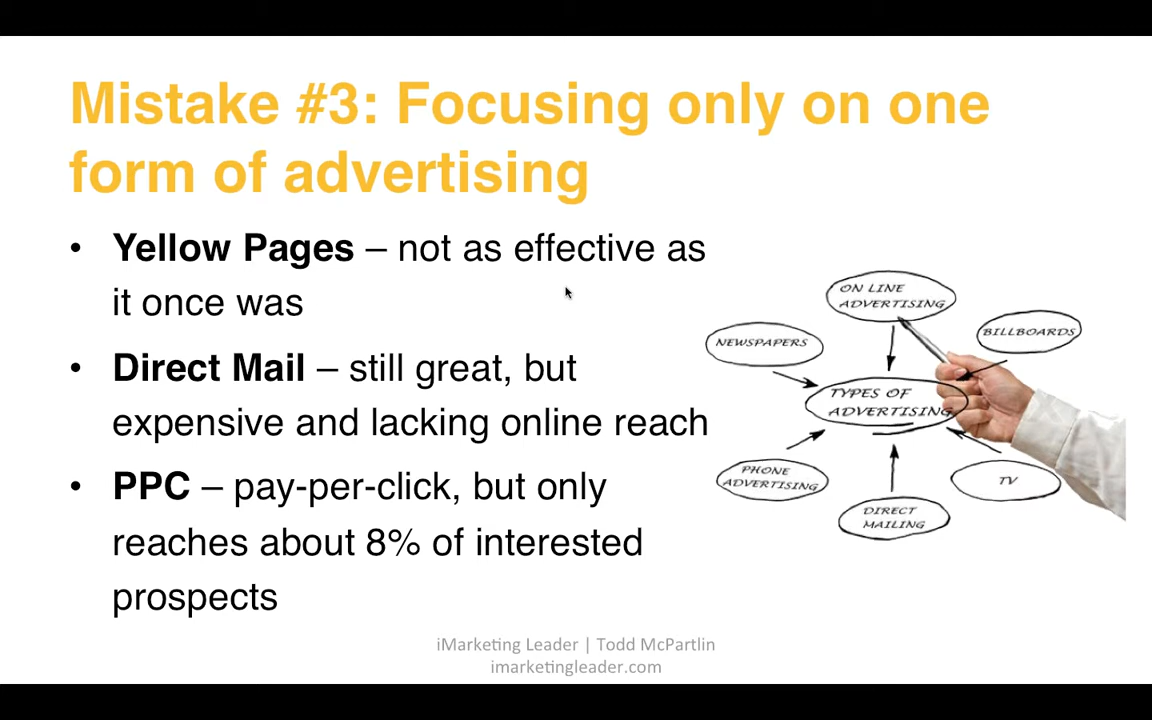 Mistake #3: Focusing only on one
form of advertising
• Yellow Pages – not as effective as
it once was
• Direct Mail – still great, but
expensive and lacking online reach
• PPC – pay-per-click, but only
reaches about 8% of interested
prospects
ON LINE
ADVERTISING
NEWSPAPERS
BILLBOARDS
TYPES OF
ADVERTISING
PHONE
ADVERTISING
TV
DIRECT
MAILING
iMarketing Leader | Todd McPartlin
imarketingleader.com